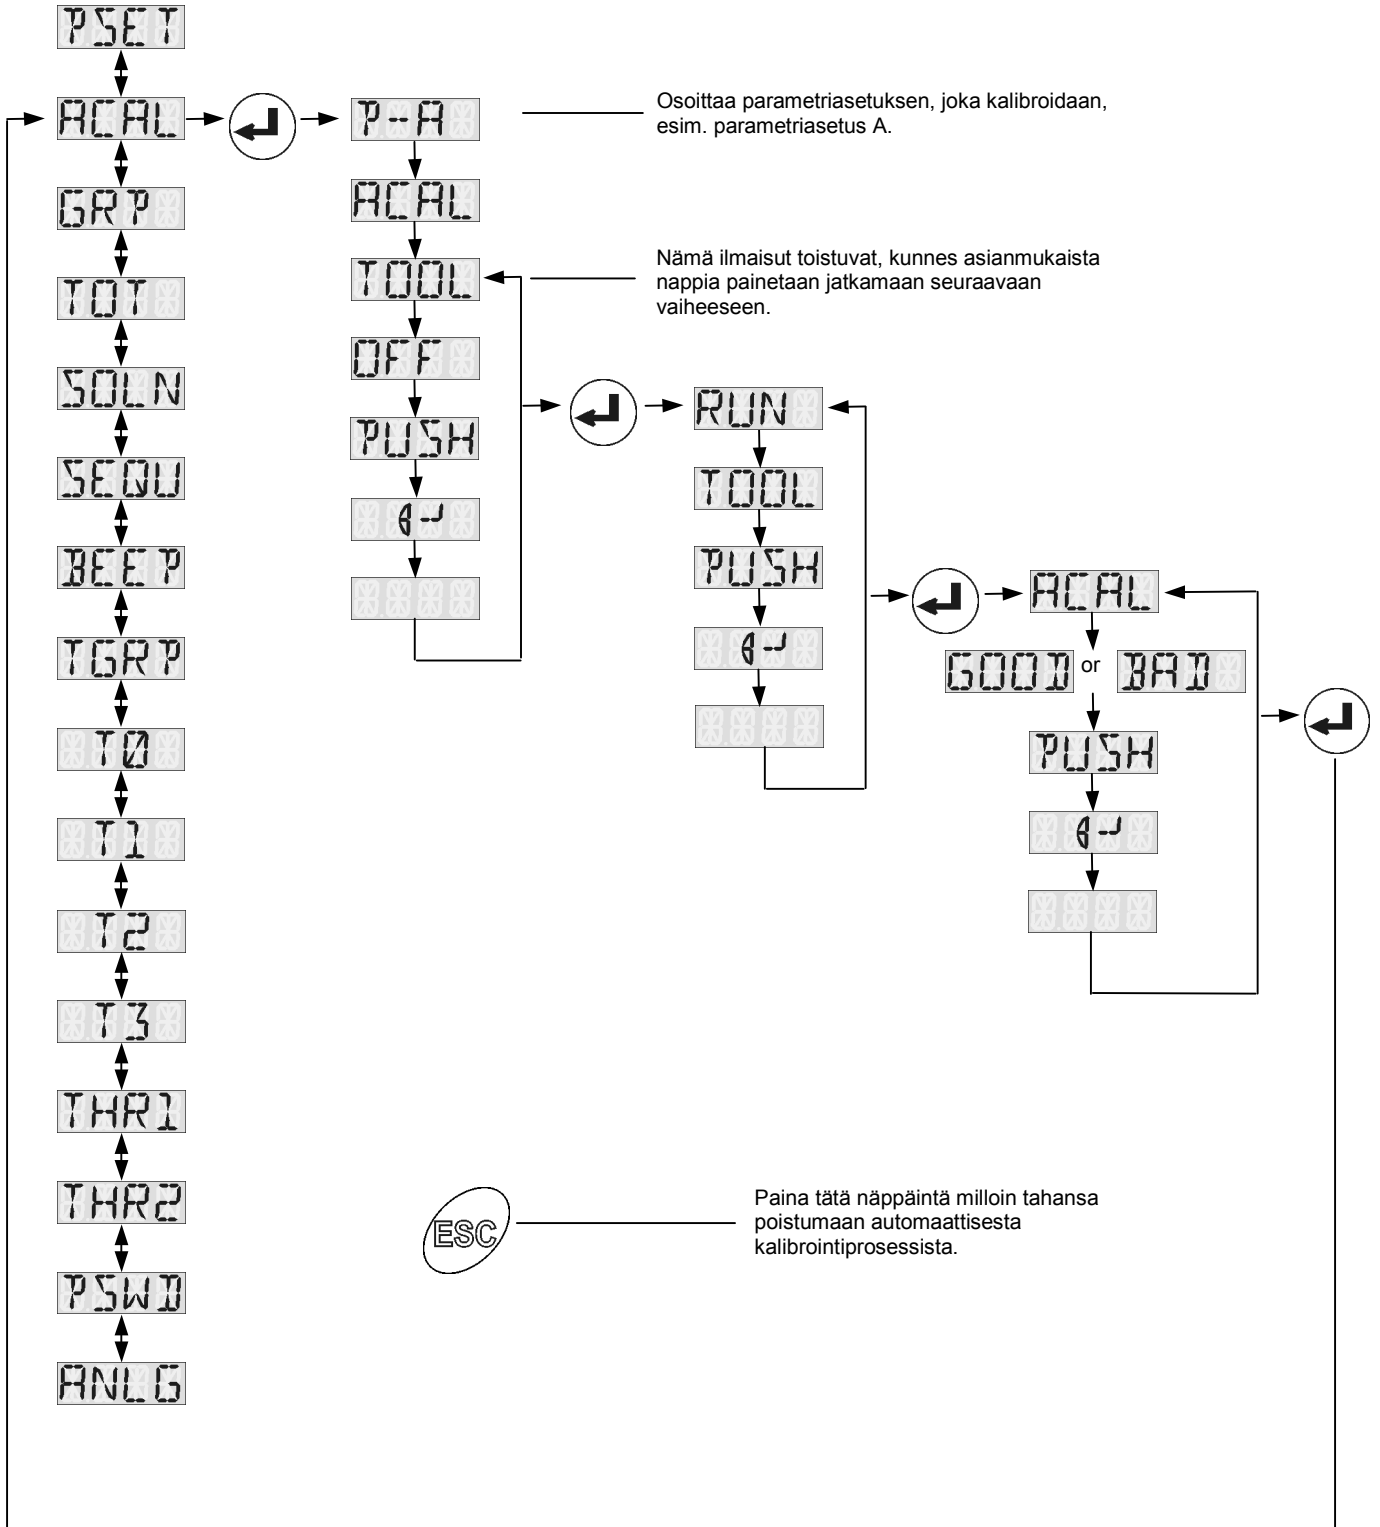 PSET
ACAL
GRP
TOT
SOLN
SEQU
BEEP
TGRP
T0
T1
T2
T3
THR1
THR2
PSWD
ANLG
P-A
ACAL
TOOL
OFF
PUSH
Osoittaa parametriasetuksen, joka kalibroidaan,
esim. parametriasetus A.
Nämä ilmaisut toistuvat, kunnes asianmukaista
nappia painetaan jatkamaan seuraavaan
vaiheeseen.
RUN
TOOL
PUSH
ACAL
GOOD or BAD
PUSH
ESC
Paina tätä näppäintä milloin tahansa
poistumaan automaattisesta
kalibrointiprosessista.